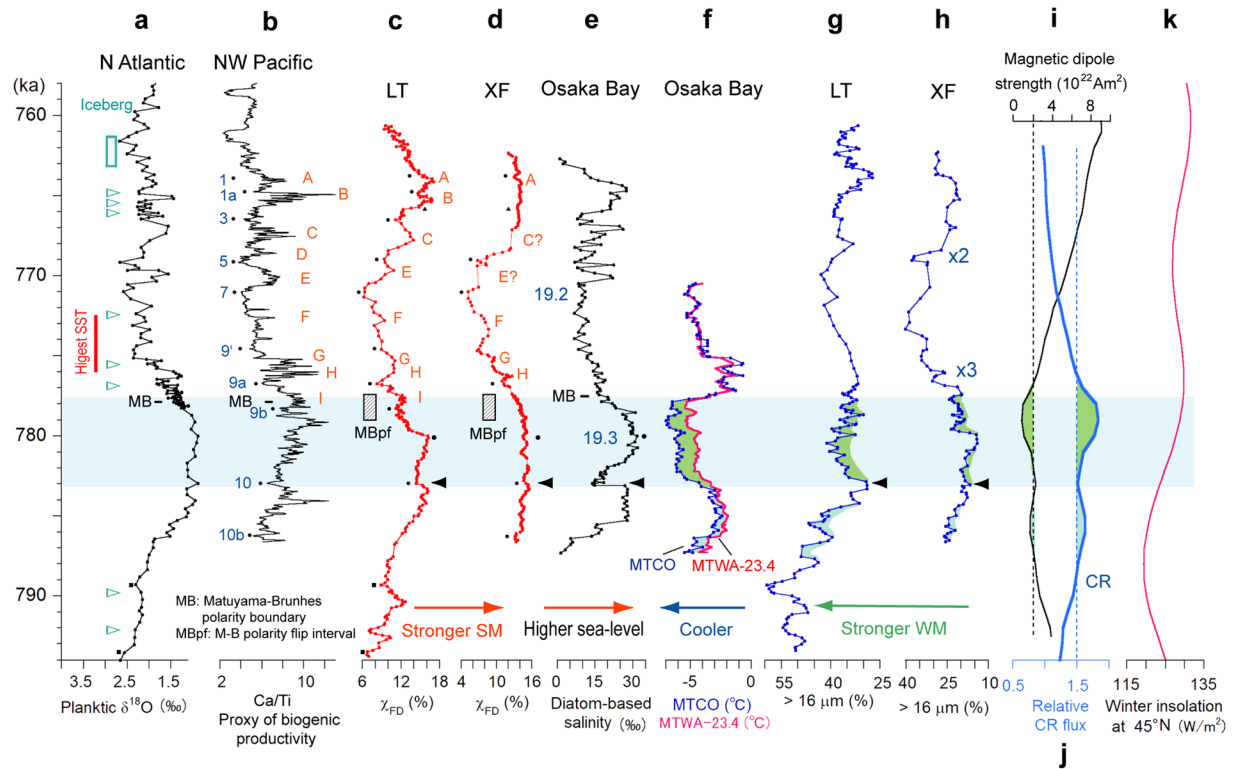 a
b
c
d
e
f
g
h
i
k
N Atlantic
NW Pacific
LT
XF
Osaka Bay
Osaka Bay
LT
XF
Magnetic dipole
strength (10²²Am²)
0 4 8
(ka)
760
770
780
790
Iceberg
Higest SST
MB
1
1a
3
5
7
9'
9a
MB
9b
10
10b
A
B
C
D
E
F
G
H
I
A
B
C
E
F
G
H
I
MBpf
A
C?
E?
F
G
H
MBpf
19.2
MB
19.3
MTCO
MTWA-23.4
x2
x3
CR
MB: Matuyama-Brunhes
polarity boundary
MBpf: M-B polarity flip interval
Stronger SM
Higher sea-level
Cooler
Stronger WM
3.5 2.5 1.5
Planktic δ¹⁸O (‰)
2 6 10
Ca/Ti
Proxy of biogenic
productivity
6 12 18
χFD (%)
4 8 12 16
χFD (%)
0 10 20 30
Diatom-based
salinity (‰)
-6 -4 -2 0
MTCO (℃)
MTWA−23.4 (℃)
55 40 25
> 16 μm (%)
40 25 10
> 16 μm (%)
0.5 1.5
Relative
CR flux
j
115 135
Winter insolation
at 45°N (W/m²)